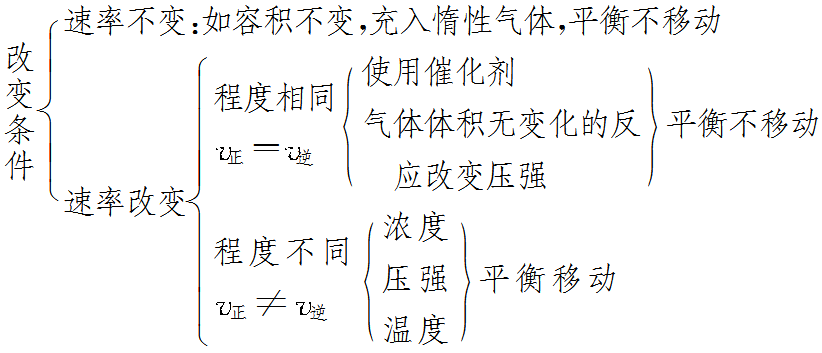 改变条件
速率不变:如容积不变,充入惰性气体,平衡不移动
速率改变
程度相同
v正=v逆
使用催化剂
气体体积无变化的反
应改变压强
平衡不移动
程度不同
v正≠v逆
浓度
压强
温度
平衡移动